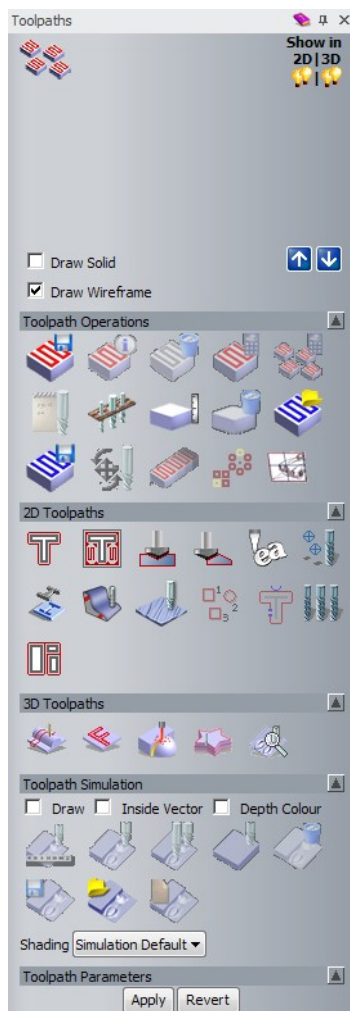 Toolpaths
Show in
2D|3D
Draw Solid
Draw Wireframe
Toolpath Operations
2D Toolpaths
3D Toolpaths
Toolpath Simulation
Draw Inside Vector Depth Colour
Shading Simulation Default
Toolpath Parameters
Apply Revert